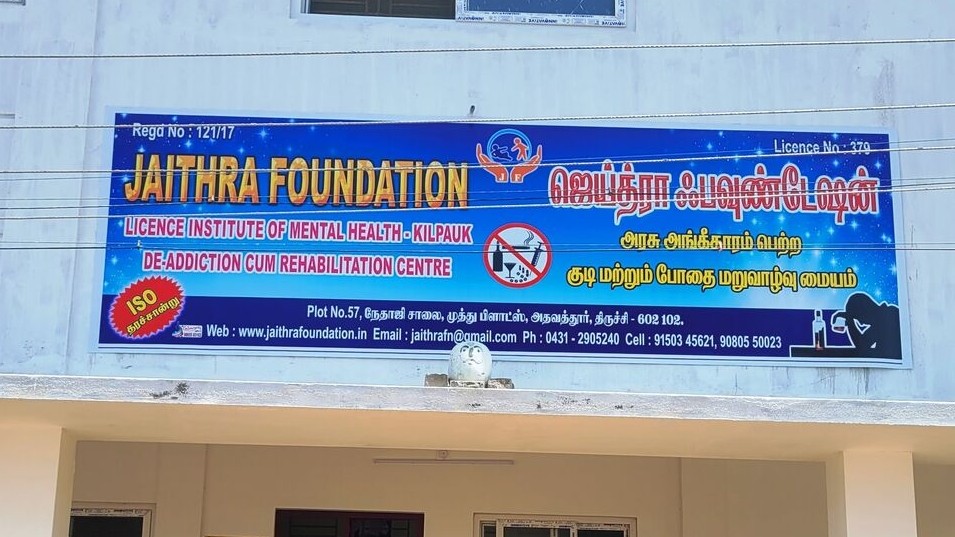 Regd No : 121/17
Licence No : 379
JAITHRA FOUNDATION
ஜெய்த்ரா ஃபவுண்டேஷன்
LICENCE INSTITUTE OF MENTAL HEALTH - KILPAUK
DE-ADDICTION CUM REHABILITATION CENTRE
அரசு அங்கீகாரம் பெற்ற
குடி மற்றும் போதை மறுவாழ்வு மையம்
ISO
தரச்சான்று
Plot No.57, நேதாஜி சாலை, முத்து பிளாட்ஸ், அதவத்தூர், திருச்சி - 602 102.
Web : www.jaithrafoundation.in Email : jaithrafn@gmail.com Ph : 0431 - 2905240 Cell : 91503 45621, 90805 50023